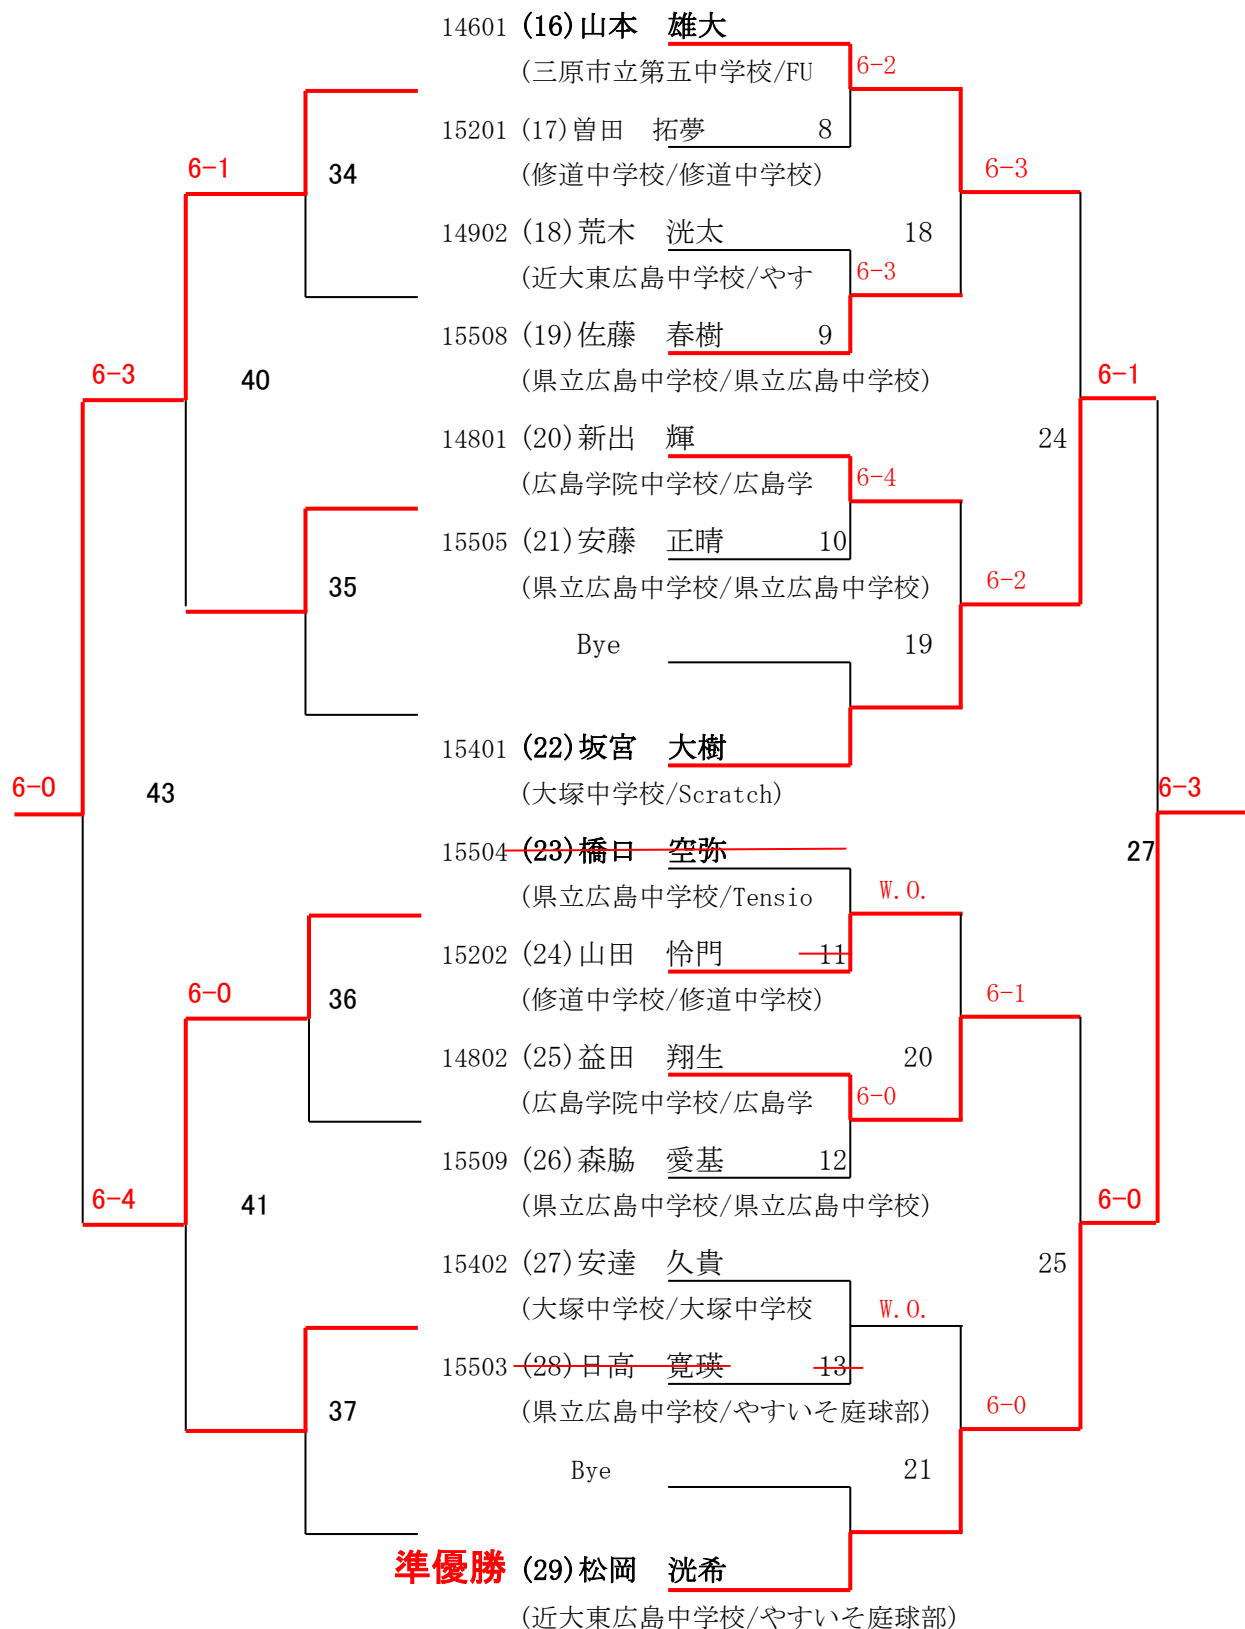 14601 (16)山本　雄大
(三原市立第五中学校/FU
6-2
15201 (17)曽田　拓夢 8
6-1
34
(修道中学校/修道中学校)
6-3
14902 (18)荒木　洸太 18
(近大東広島中学校/やす
6-3
15508 (19)佐藤　春樹 9
6-3
40
(県立広島中学校/県立広島中学校)
6-1
14801 (20)新出　輝 24
(広島学院中学校/広島学
6-4
15505 (21)安藤　正晴 10
35
(県立広島中学校/県立広島中学校)
6-2
Bye 19
15401 (22)坂宮　大樹
6-0
43
(大塚中学校/Scratch)
6-3
15504 (23)橋口　空弥 27
(県立広島中学校/Tensio
W.O.
15202 (24)山田　怜門 11
6-0
36
(修道中学校/修道中学校)
6-1
14802 (25)益田　翔生 20
(広島学院中学校/広島学
6-0
15509 (26)森脇　愛基 12
6-4
41
(県立広島中学校/県立広島中学校)
6-0
15402 (27)安達　久貴 25
(大塚中学校/大塚中学校
W.O.
15503 (28)日高　寛瑛 13
37
(県立広島中学校/やすいそ庭球部)
6-0
Bye 21
準優勝 (29)松岡　洸希
(近大東広島中学校/やすいそ庭球部)